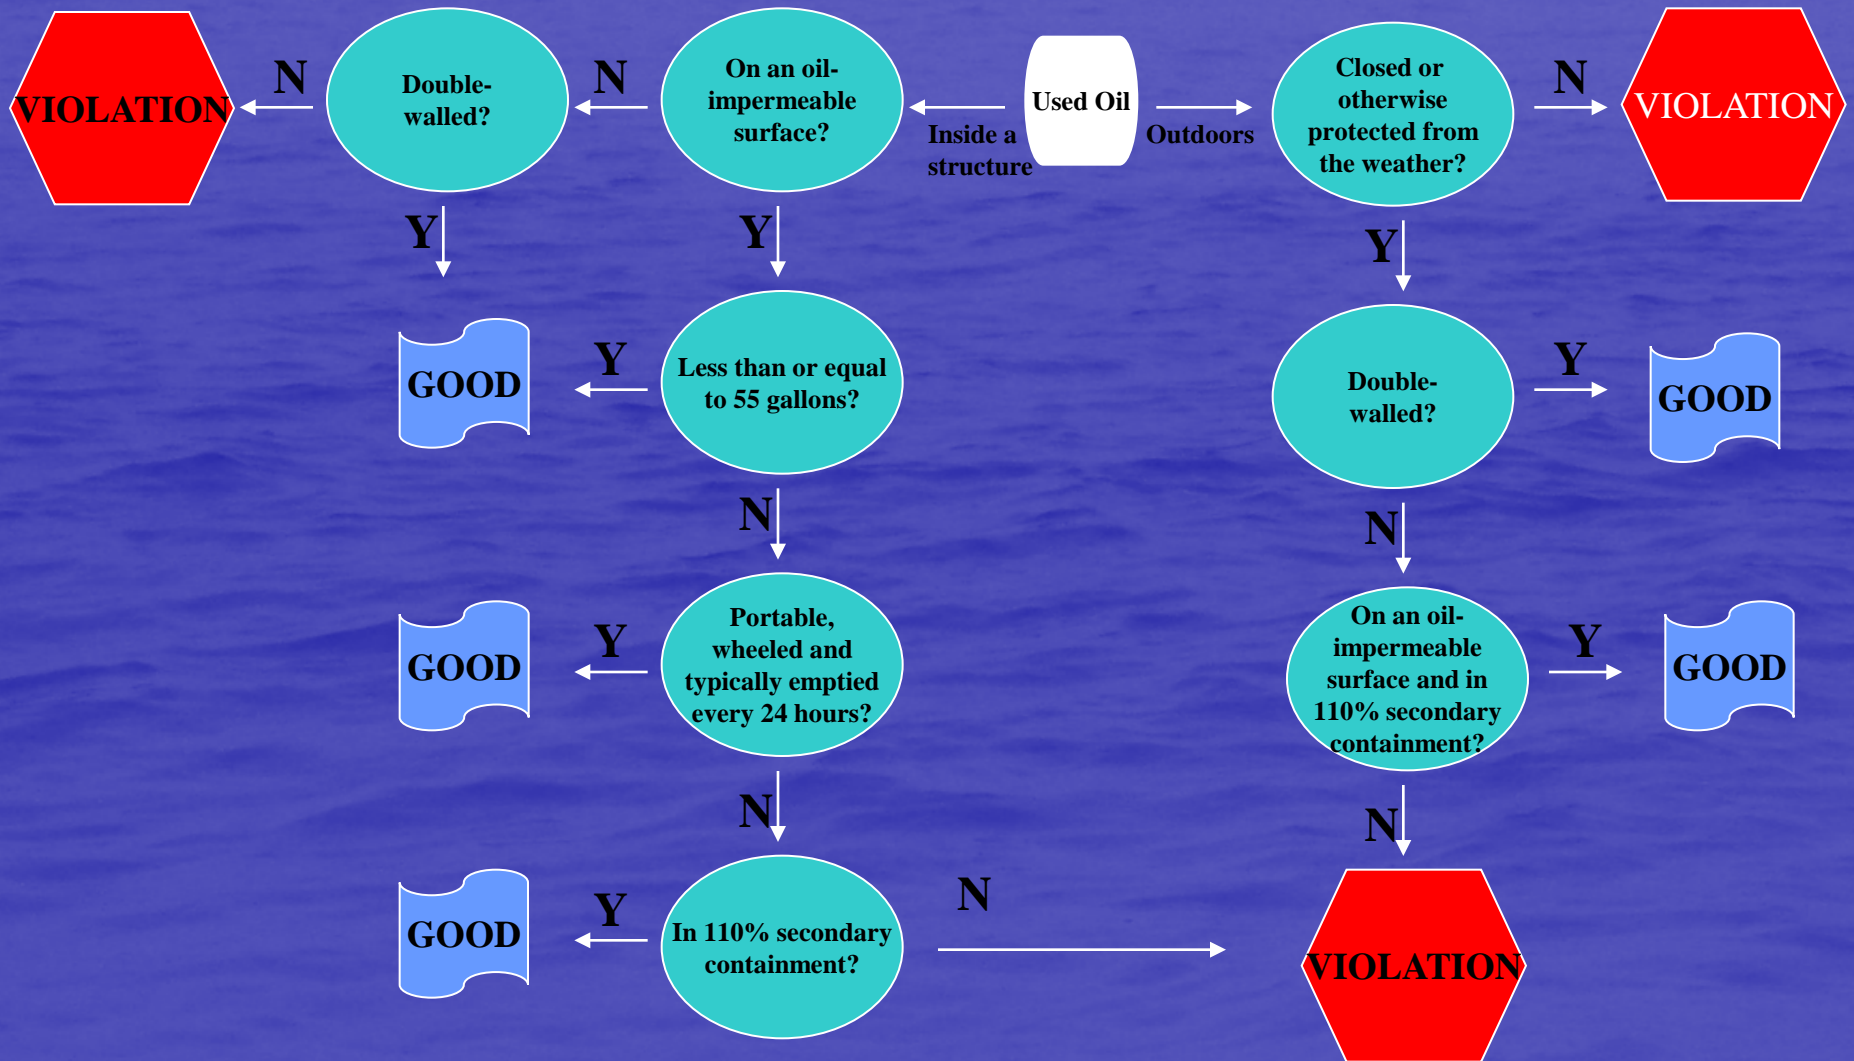 VIOLATION
N
Double-
walled?
N
On an oil-
impermeable
surface?
Inside a
structure
Used Oil
Outdoors
Closed or
otherwise
protected from
the weather?
N
VIOLATION
Y
Y
Y
GOOD
Y
Less than or equal
to 55 gallons?
Double-
walled?
Y
GOOD
N
N
GOOD
Y
Portable,
wheeled and
typically emptied
every 24 hours?
On an oil-
impermeable
surface and in
110% secondary
containment?
Y
GOOD
N
N
GOOD
Y
In 110% secondary
containment?
N
VIOLATION